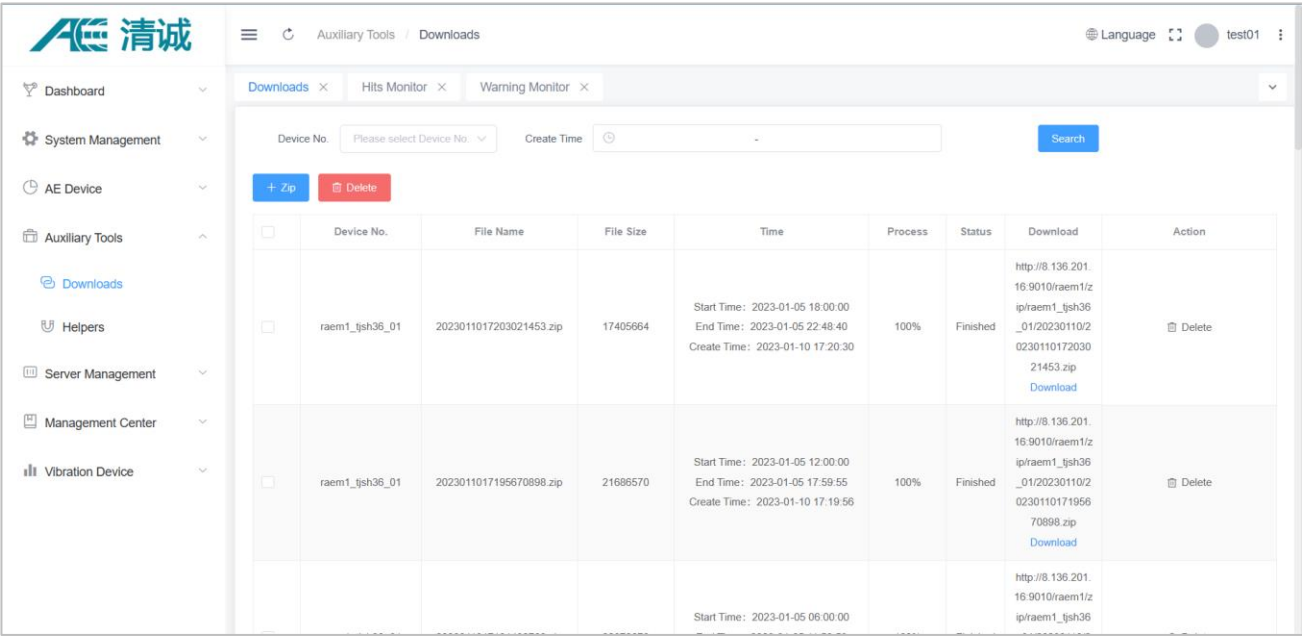 AE 清诚
Auxiliary Tools / Downloads
Language
test01
Dashboard
System Management
AE Device
Auxiliary Tools
Downloads
Helpers
Server Management
Management Center
Vibration Device
Downloads × Hits Monitor × Warning Monitor ×
Device No. Please select Device No. Create Time - Search
+ Zip Delete
Device No. File Name File Size Time Process Status Download Action
raem1_tjsh36_01 2023011017203021453.zip 17405664
Start Time：2023-01-05 18:00:00
End Time：2023-01-05 22:48:40
Create Time：2023-01-10 17:20:30
100% Finished
http://8.136.201.
16:9010/raem1/z
ip/raem1_tjsh36
_01/20230110/2
0230110172030
21453.zip
Download
Delete
raem1_tjsh36_01 2023011017195670898.zip 21686570
Start Time：2023-01-05 12:00:00
End Time：2023-01-05 17:59:55
Create Time：2023-01-10 17:19:56
100% Finished
http://8.136.201.
16:9010/raem1/z
ip/raem1_tjsh36
_01/20230110/2
0230110171956
70898.zip
Download
Delete
Start Time：2023-01-05 06:00:00
http://8.136.201.
16:9010/raem1/z
ip/raem1_tjsh36